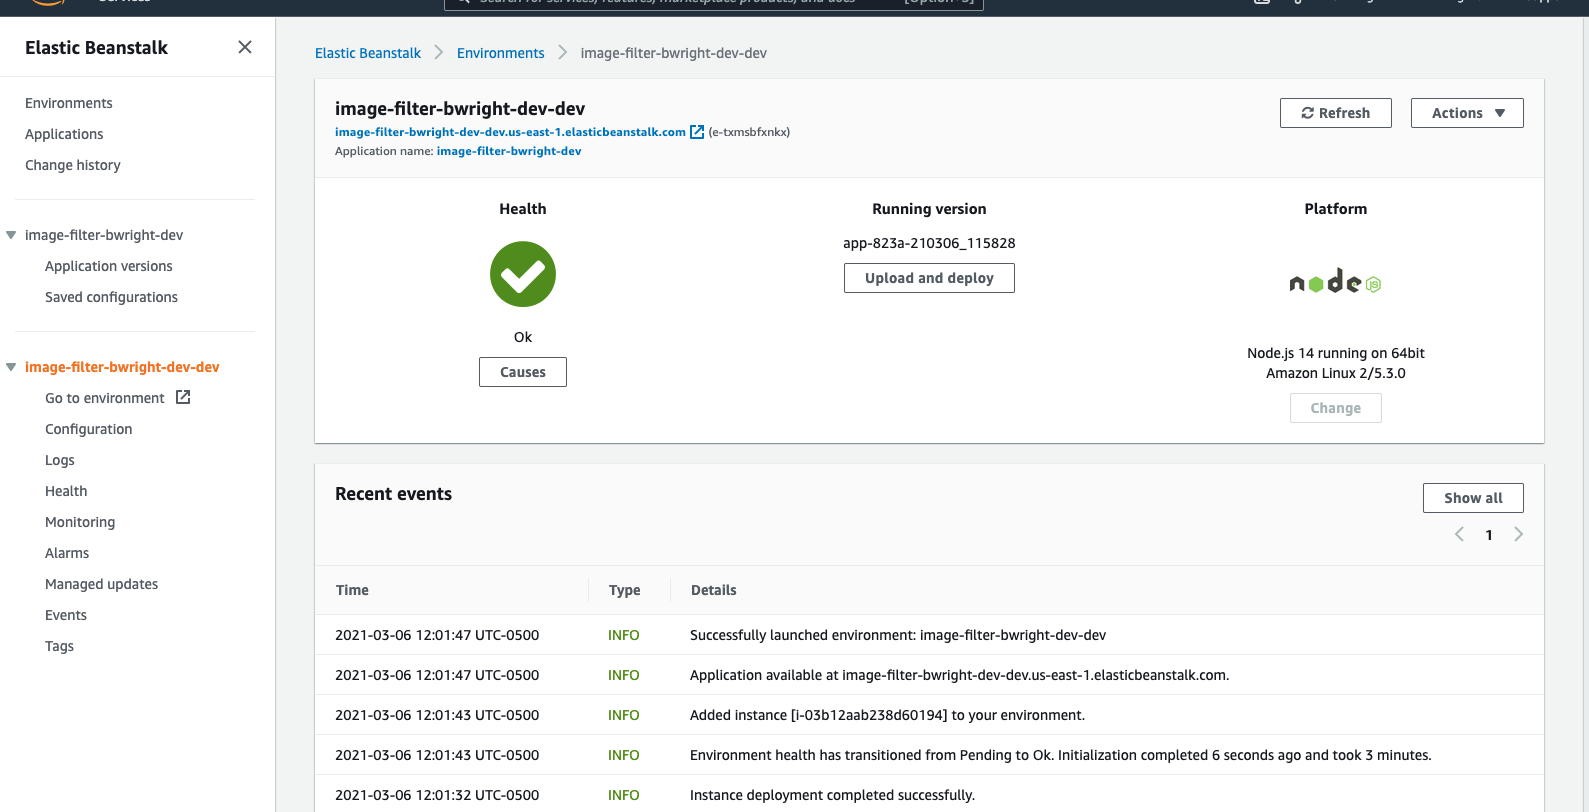 Elastic Beanstalk
Environments
Applications
Change history
image-filter-bwright-dev
Application versions
Saved configurations
image-filter-bwright-dev-dev
Go to environment
Configuration
Logs
Health
Monitoring
Alarms
Managed updates
Events
Tags
Elastic Beanstalk > Environments > image-filter-bwright-dev-dev
image-filter-bwright-dev-dev
image-filter-bwright-dev-dev.us-east-1.elasticbeanstalk.com (e-txmsbfxnkx)
Application name: image-filter-bwright-dev
Refresh
Actions
Health
Ok
Causes
Running version
app-823a-210306_115828
Upload and deploy
Platform
node JS
Node.js 14 running on 64bit
Amazon Linux 2/5.3.0
Change
Recent events
Show all
1
Time Type Details
2021-03-06 12:01:47 UTC-0500 INFO Successfully launched environment: image-filter-bwright-dev-dev
2021-03-06 12:01:47 UTC-0500 INFO Application available at image-filter-bwright-dev-dev.us-east-1.elasticbeanstalk.com.
2021-03-06 12:01:43 UTC-0500 INFO Added instance [i-03b12aab238d60194] to your environment.
2021-03-06 12:01:43 UTC-0500 INFO Environment health has transitioned from Pending to Ok. Initialization completed 6 seconds ago and took 3 minutes.
2021-03-06 12:01:32 UTC-0500 INFO Instance deployment completed successfully.